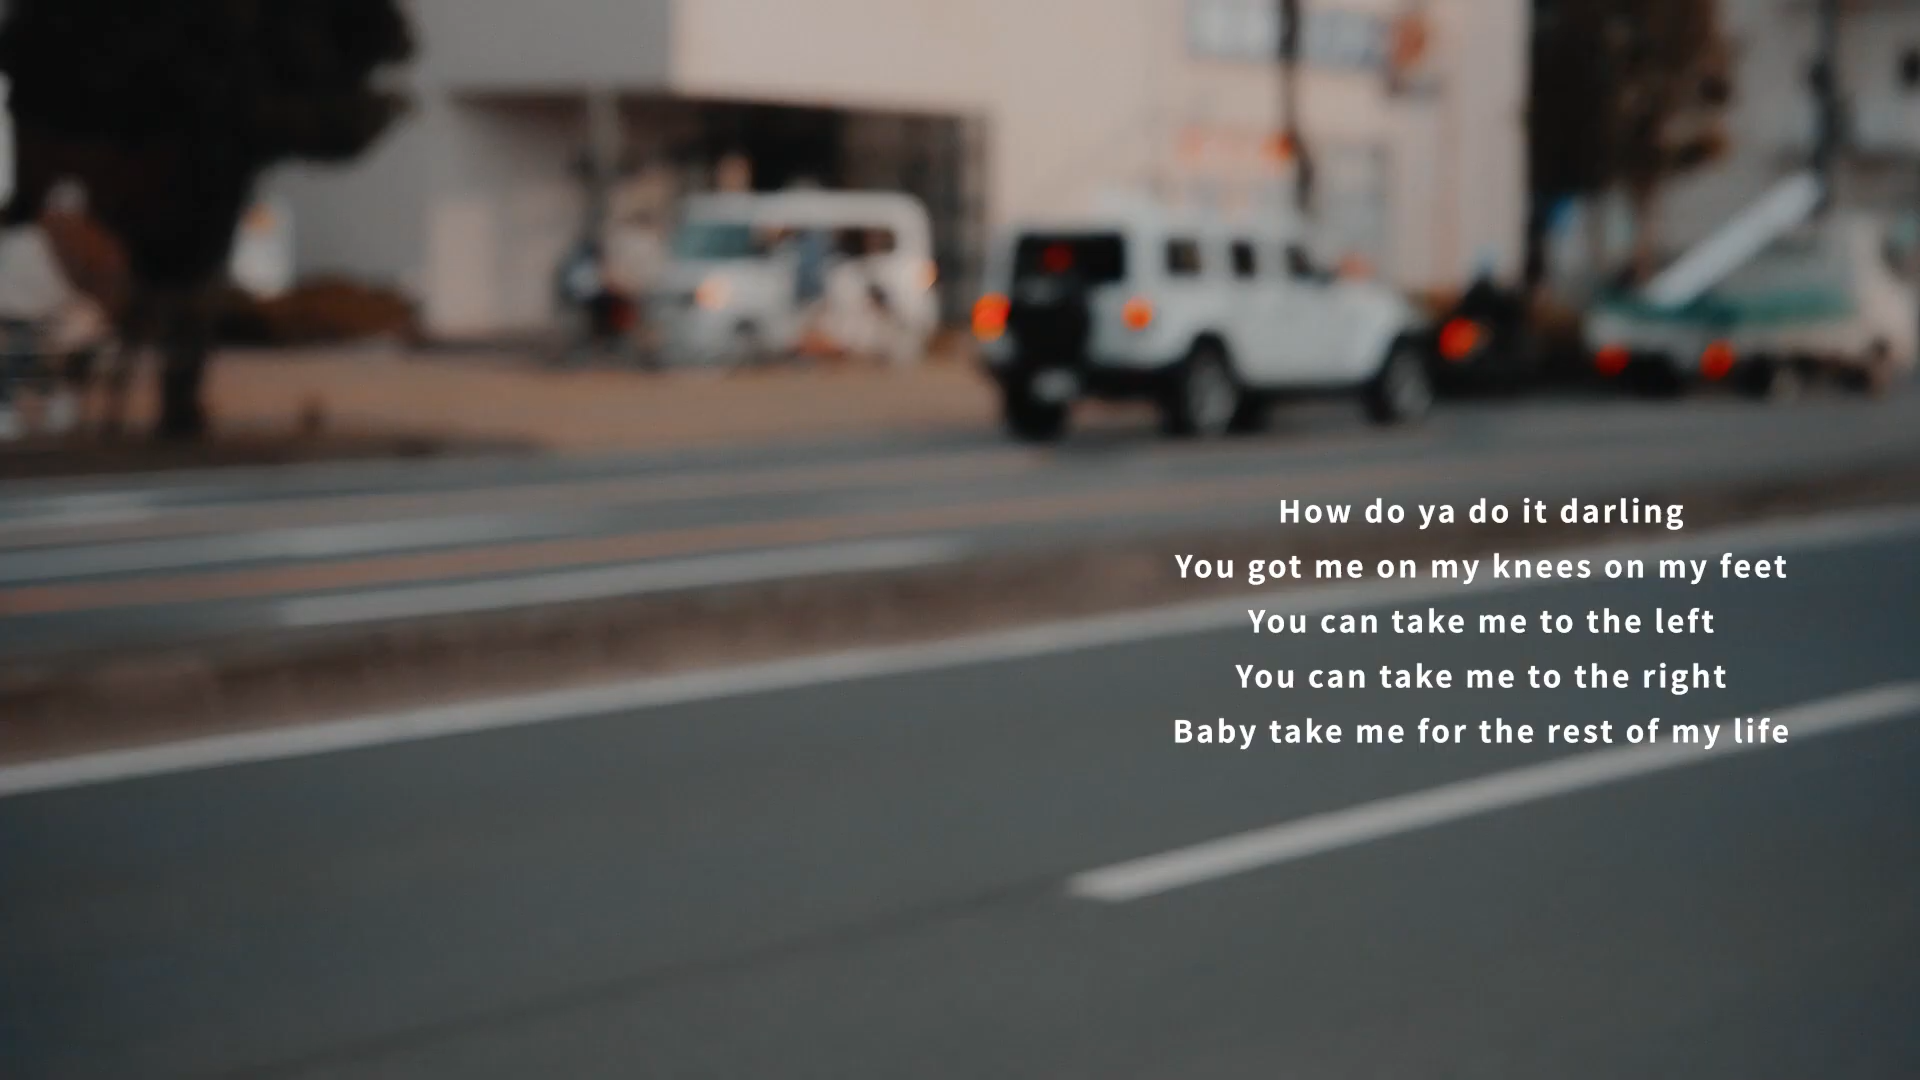 How do ya do it darling
You got me on my knees on my feet
You can take me to the left
You can take me to the right
Baby take me for the rest of my life